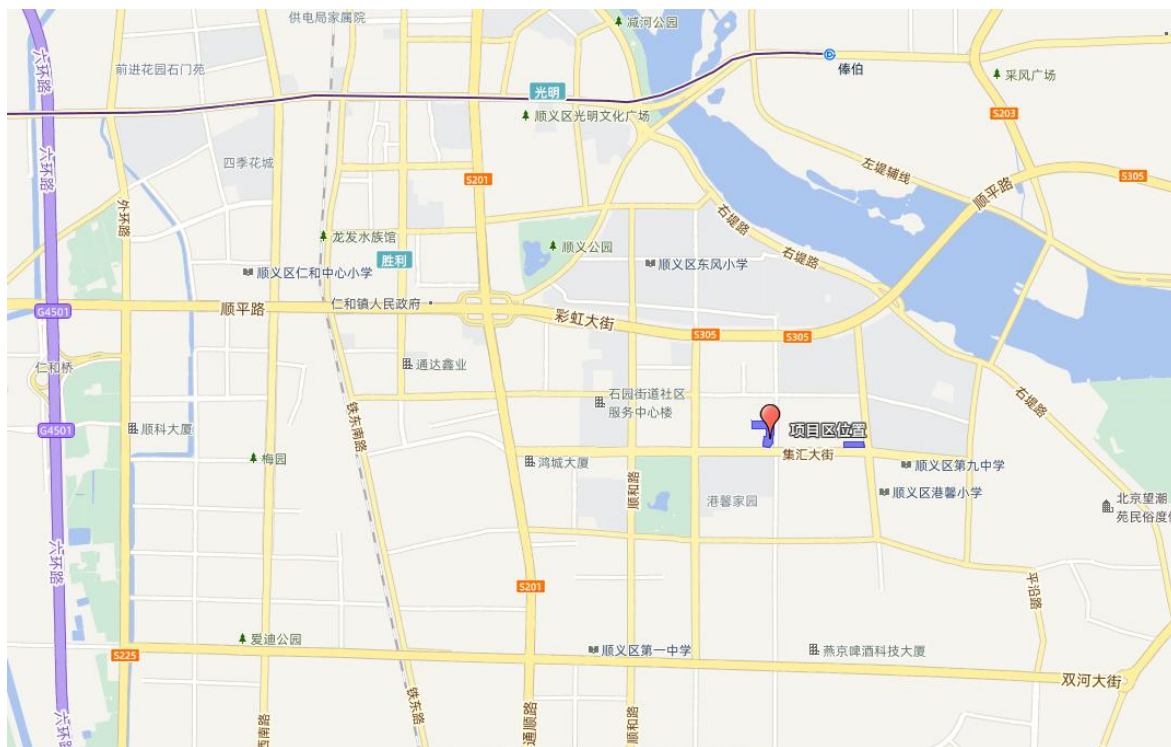 供电局家属院
减河公园
六环路
前进花园石门苑
俸伯
采风广场
光明
顺义区光明文化广场
S203
六环路
四季花城
S201
左堤辅线
S305
顺平路
外环路
右堤路
龙发水族馆
顺义公园
胜利
顺义区仁和中心小学
顺义区东风小学
右堤路
G4501
顺平路
仁和镇人民政府
彩虹大街
S305
S305
仁和桥
通达鑫业
石园街道社区
服务中心楼
右堤路
铁东南路
G4501
顺科大厦
项目区位置
梅园
鸿城大厦
集汇大街
顺义区第九中学
顺和路
港馨家园
顺义区港馨小学
北京望潮
苑民俗度
六环路
S201
平沿路
爱迪公园
S225
顺义区第一中学
燕京啤酒科技大厦
双河大街
六环路
西南路
铁东路
通顺路
顺和路